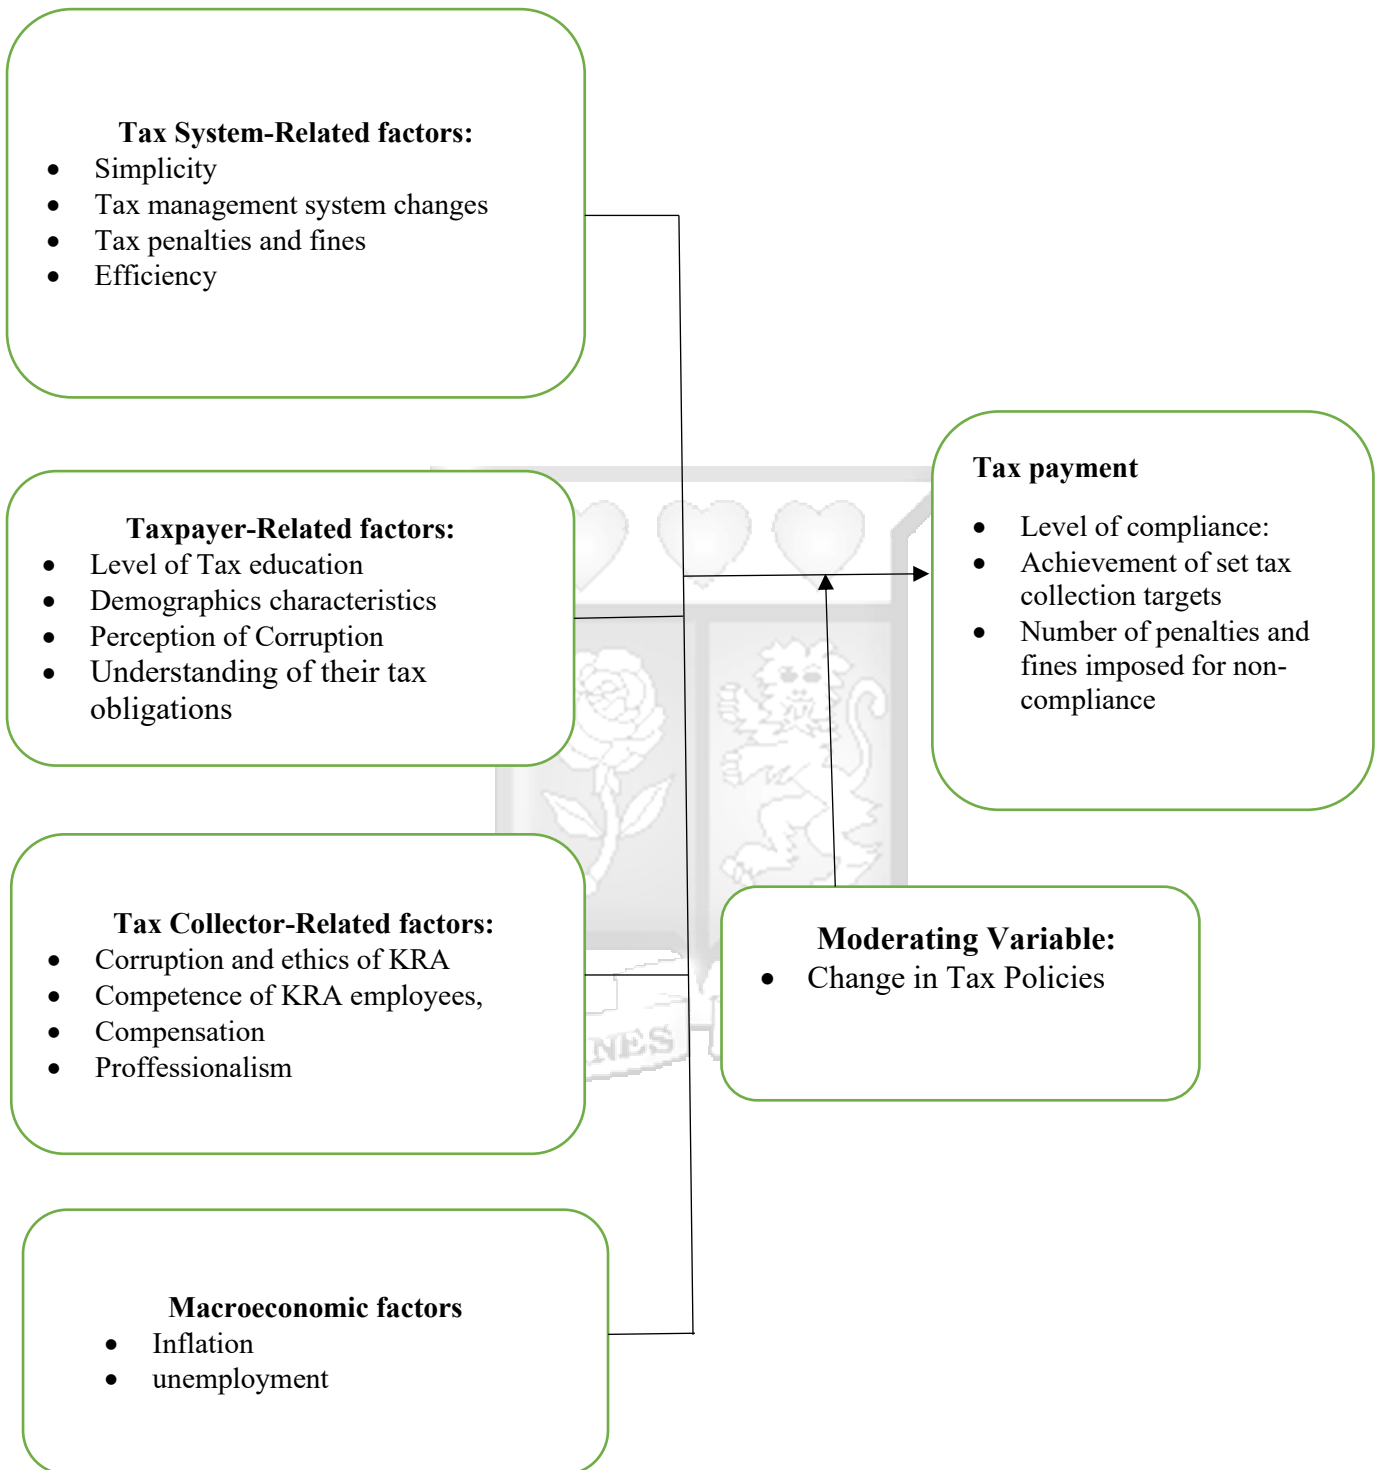 Tax System-Related factors:
• Simplicity
• Tax management system changes
• Tax penalties and fines
• Efficiency
Taxpayer-Related factors:
• Level of Tax education
• Demographics characteristics
• Perception of Corruption
• Understanding of their tax
obligations
Tax Collector-Related factors:
• Corruption and ethics of KRA
• Competence of KRA employees,
• Compensation
• Proffessionalism
Macroeconomic factors
• Inflation
• unemployment
Tax payment
• Level of compliance:
• Achievement of set tax
collection targets
• Number of penalties and
fines imposed for non-
compliance
Moderating Variable:
• Change in Tax Policies